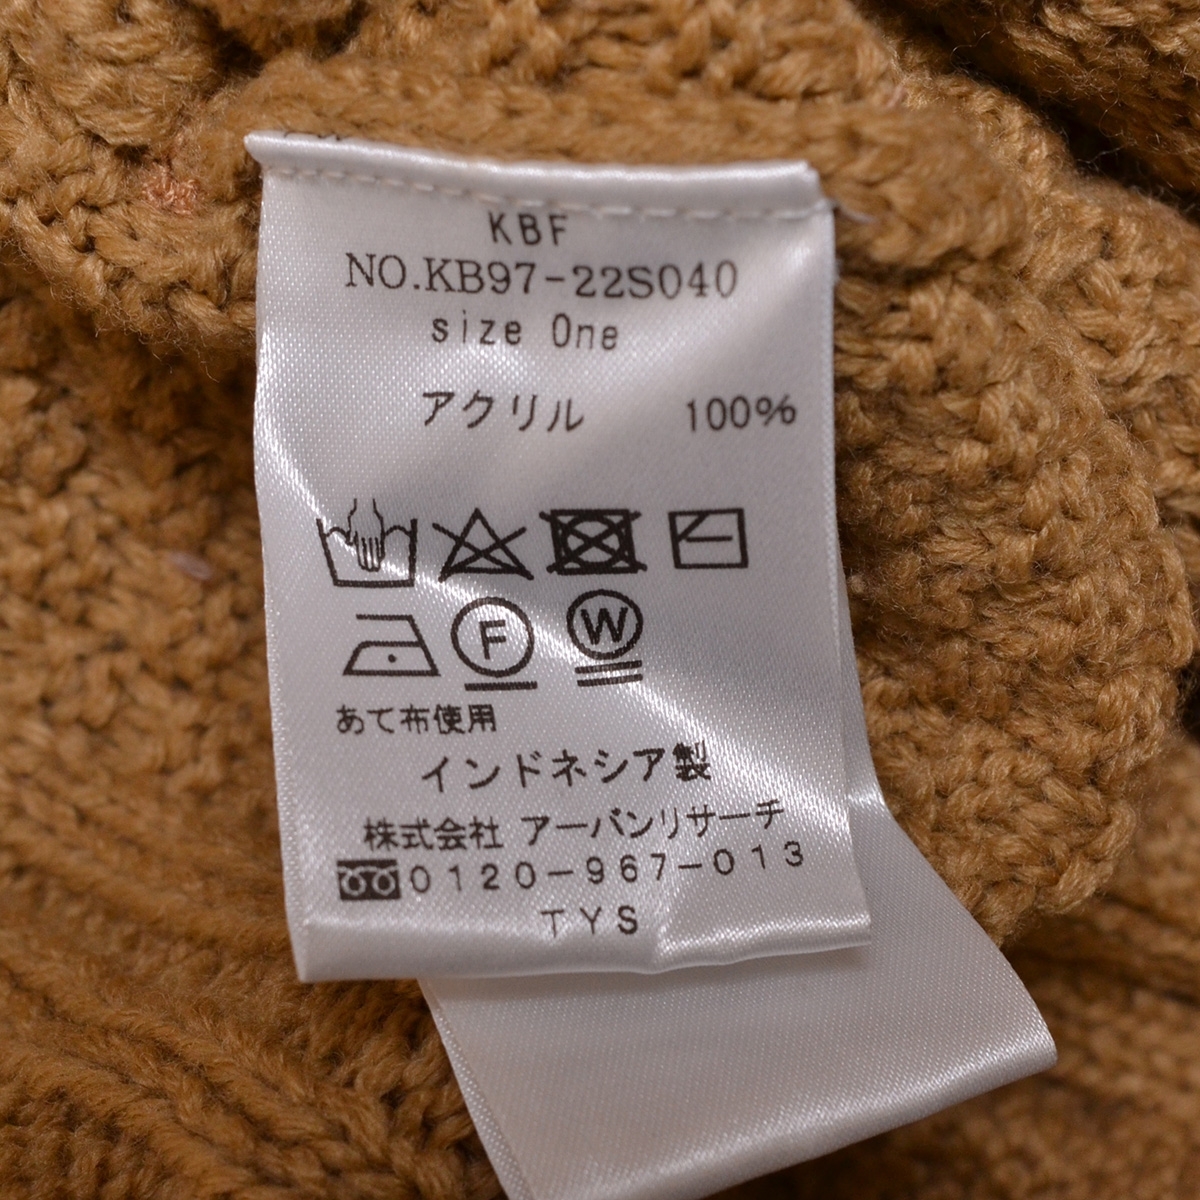 KBF
NO.KB97-22S040
size One
アクリル 100%
F W
あて布使用
インドネシア製
株式会社 アーバンリサーチ
0120-967-013
TYS